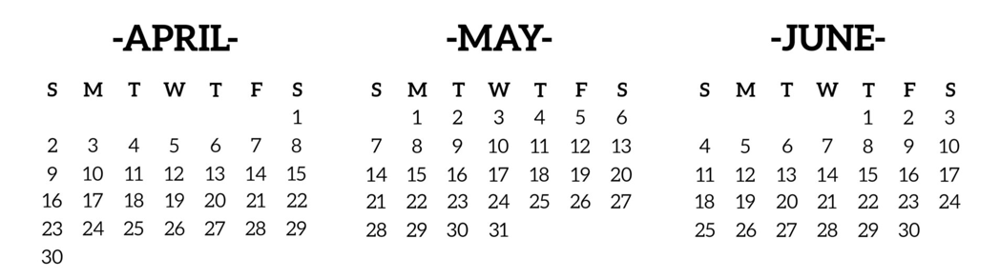 -APRIL-
S M T W T F S
1
2 3 4 5 6 7 8
9 10 11 12 13 14 15
16 17 18 19 20 21 22
23 24 25 26 27 28 29
30
-MAY-
S M T W T F S
1 2 3 4 5 6
7 8 9 10 11 12 13
14 15 16 17 18 19 20
21 22 23 24 25 26 27
28 29 30 31
-JUNE-
S M T W T F S
1 2 3
4 5 6 7 8 9 10
11 12 13 14 15 16 17
18 19 20 21 22 23 24
25 26 27 28 29 30